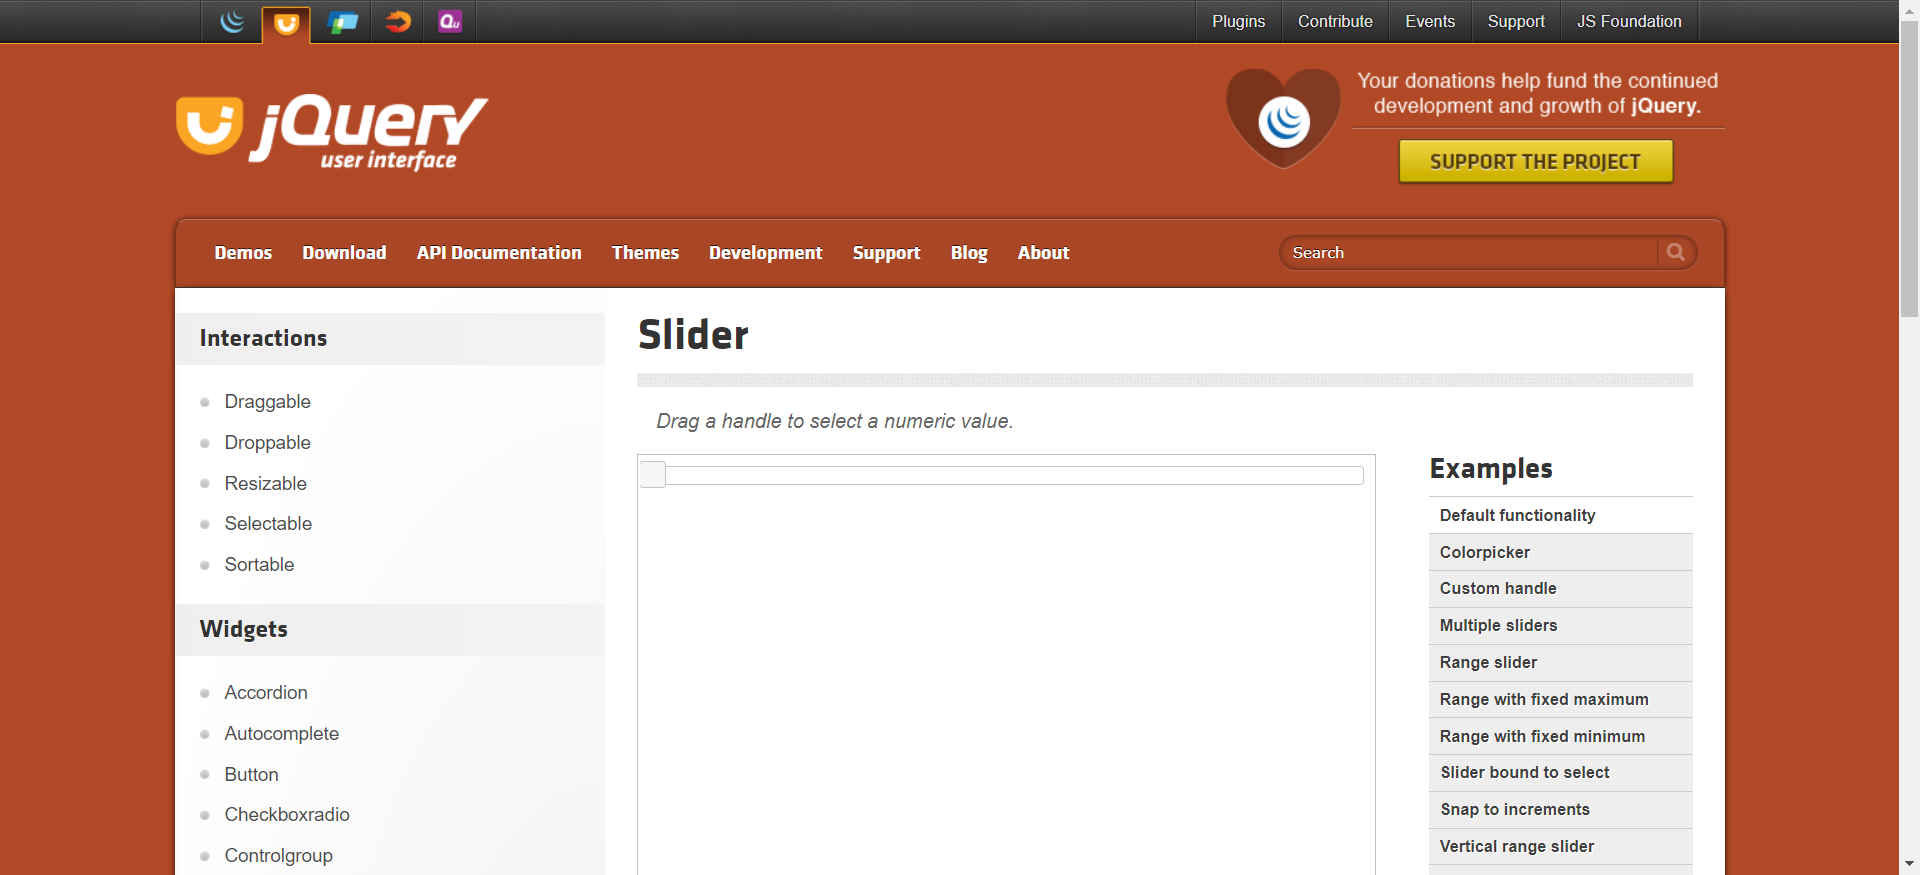 Qu
Plugins
Contribute
Events
Support
JS Foundation
jQuery
user interface
Your donations help fund the continued
development and growth of jQuery.
SUPPORT THE PROJECT
Demos
Download
API Documentation
Themes
Development
Support
Blog
About
Search
Interactions
Draggable
Droppable
Resizable
Selectable
Sortable
Widgets
Accordion
Autocomplete
Button
Checkboxradio
Controlgroup
Slider
Drag a handle to select a numeric value.
Examples
Default functionality
Colorpicker
Custom handle
Multiple sliders
Range slider
Range with fixed maximum
Range with fixed minimum
Slider bound to select
Snap to increments
Vertical range slider